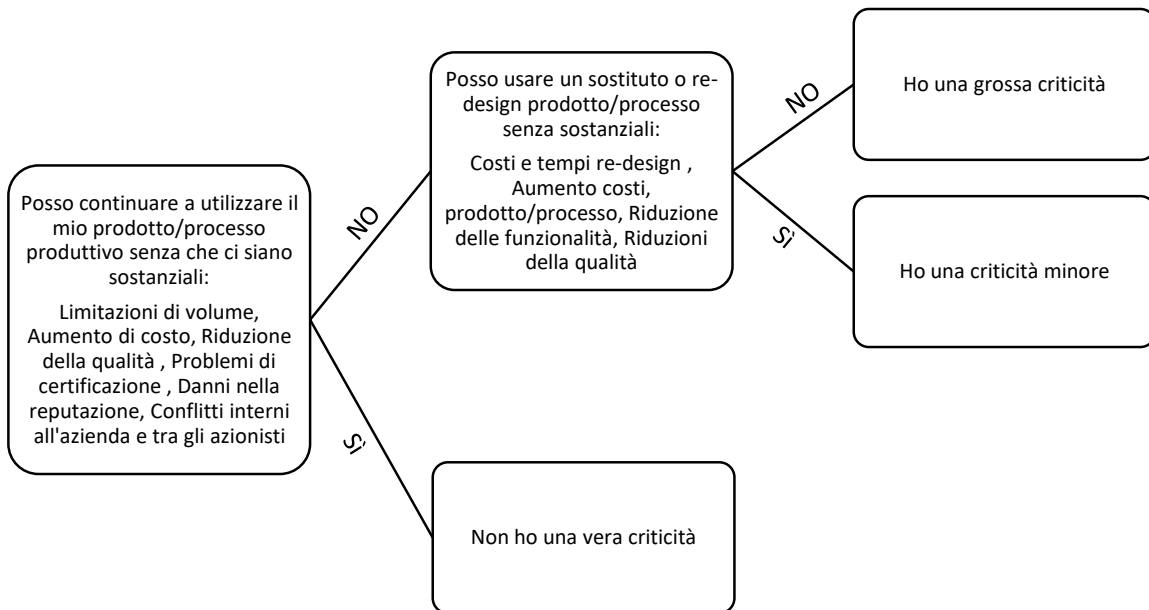 Posso continuare a utilizzare il
mio prodotto/processo
produttivo senza che ci siano
sostanziali:
Limitazioni di volume,
Aumento di costo, Riduzione
della qualità , Problemi di
certificazione , Danni nella
reputazione, Conflitti interni
all'azienda e tra gli azionisti
NO
Sì
Posso usare un sostituto o re-
design prodotto/processo
senza sostanziali:
Costi e tempi re-design ,
Aumento costi,
prodotto/processo, Riduzione
delle funzionalità, Riduzioni
della qualità
NO
Sì
Ho una grossa criticità
Ho una criticità minore
Non ho una vera criticità